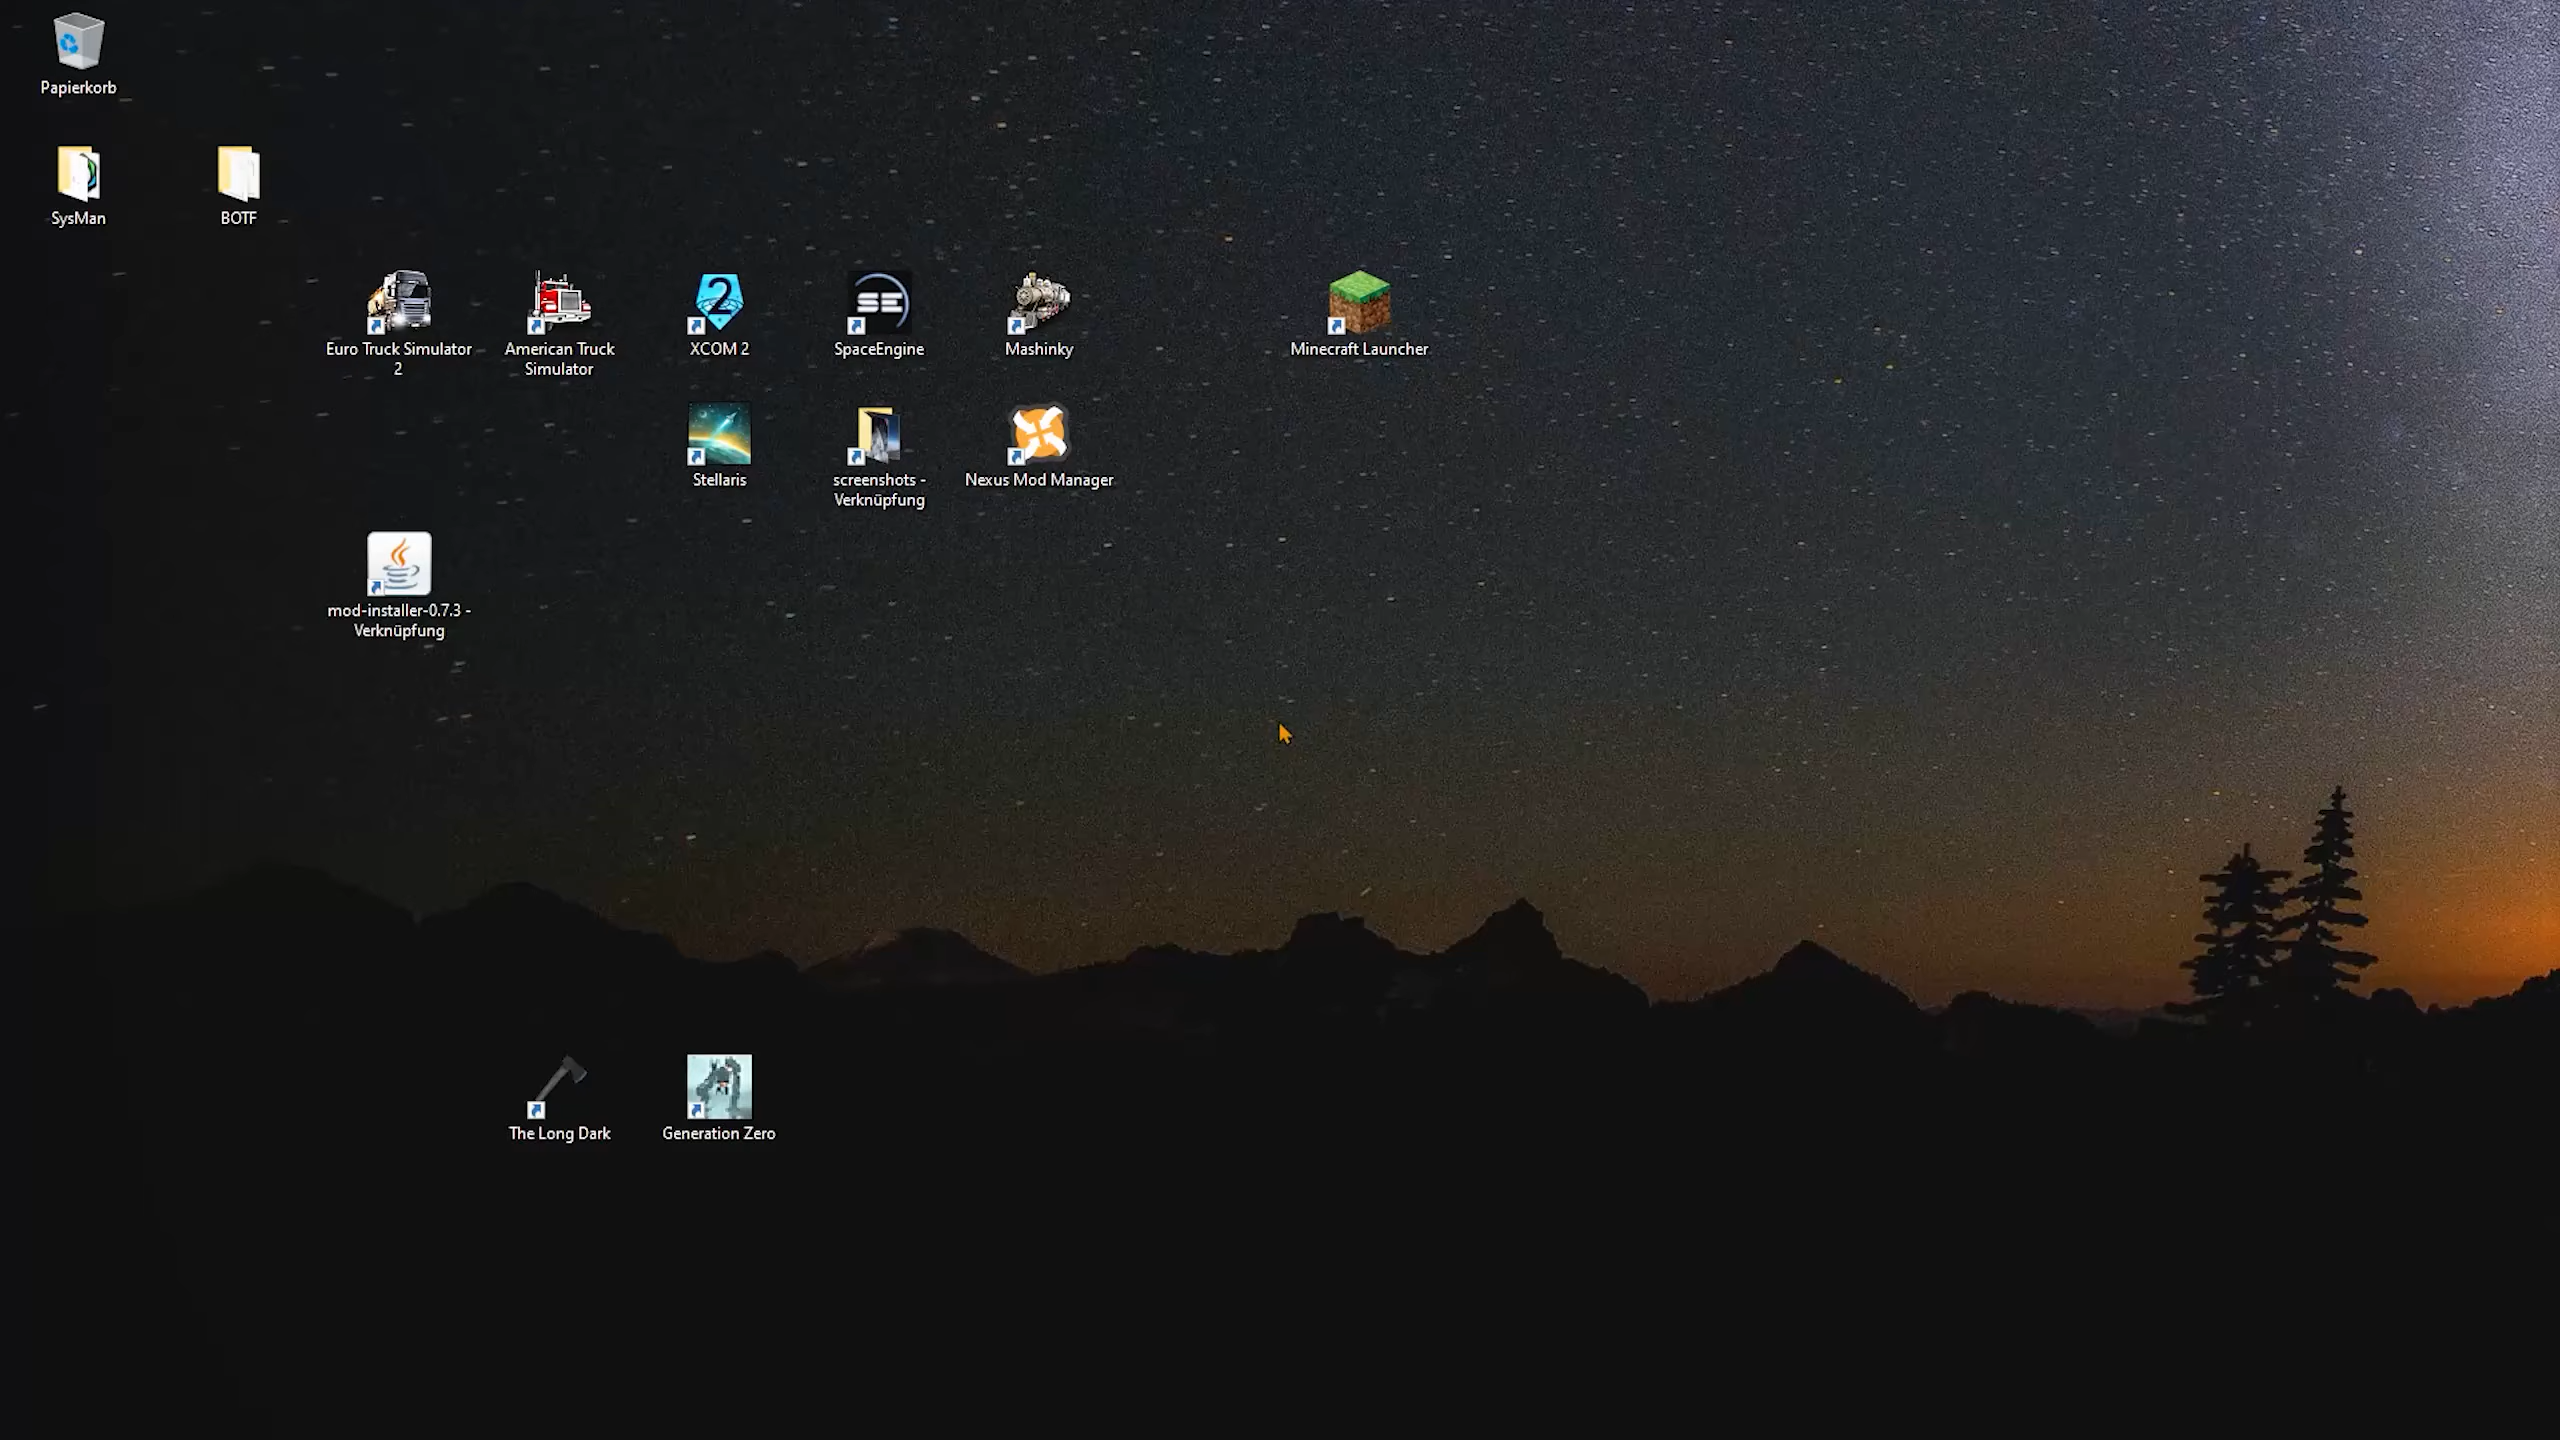 Papierkorb
SysMan
BOTF
Euro Truck Simulator
2
American Truck
Simulator
XCOM 2
SpaceEngine
Mashinky
Minecraft Launcher
Stellaris
screenshots -
Verknüpfung
Nexus Mod Manager
mod-installer-0.7.3 -
Verknüpfung
The Long Dark
Generation Zero